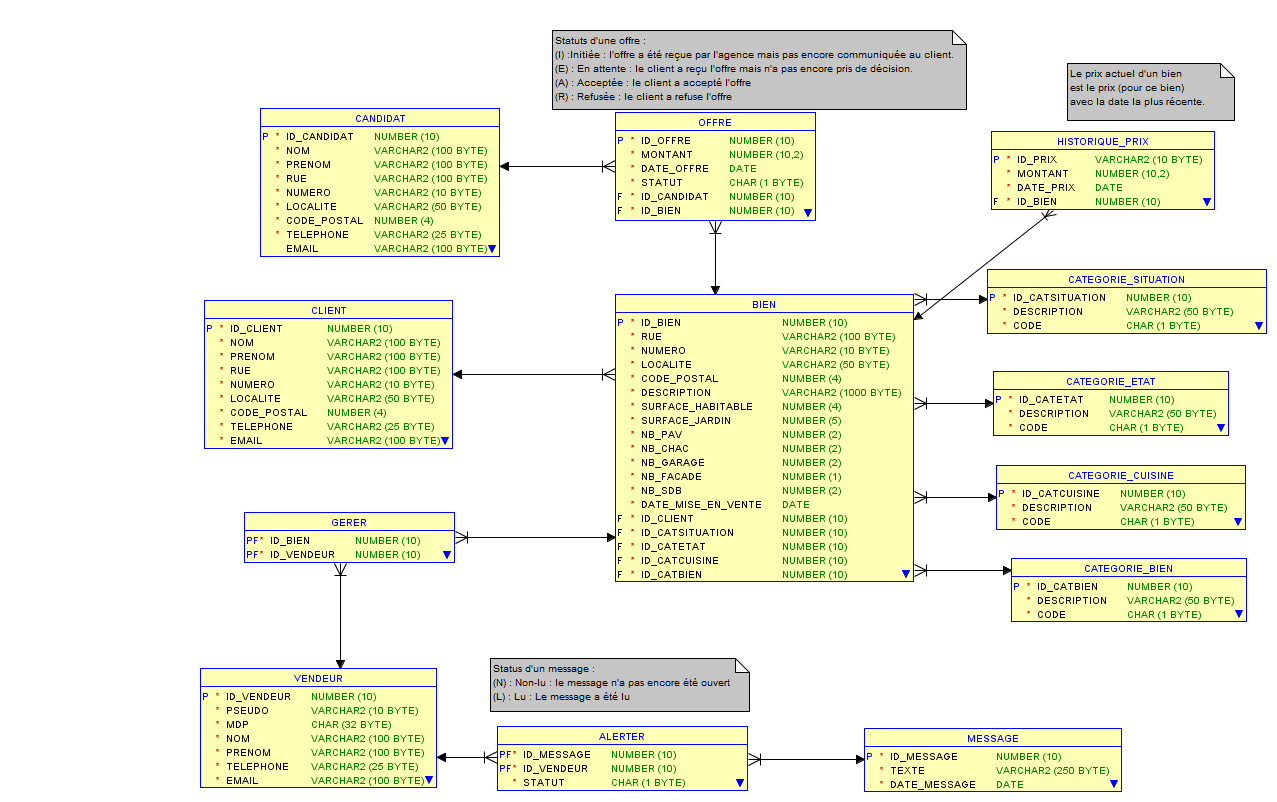 Statuts d'une offre :
(I) :Initiée : l'offre a été reçue par l'agence mais pas encore communiquée au client.
(E) : En attente : le client a reçu l'offre mais n'a pas encore pris de décision.
(A) : Acceptée : le client a accepté l'offre
(R) : Refusée : le client a refuse l'offre
Le prix actuel d'un bien
est le prix (pour ce bien)
avec la date la plus récente.
CANDIDAT
P * ID_CANDIDAT NUMBER (10)
* NOM VARCHAR2 (100 BYTE)
* PRENOM VARCHAR2 (100 BYTE)
* RUE VARCHAR2 (100 BYTE)
* NUMERO VARCHAR2 (10 BYTE)
* LOCALITE VARCHAR2 (50 BYTE)
* CODE_POSTAL NUMBER (4)
* TELEPHONE VARCHAR2 (25 BYTE)
EMAIL VARCHAR2 (100 BYTE)
OFFRE
P * ID_OFFRE NUMBER (10)
* MONTANT NUMBER (10,2)
* DATE_OFFRE DATE
* STATUT CHAR (1 BYTE)
F * ID_CANDIDAT NUMBER (10)
F * ID_BIEN NUMBER (10)
HISTORIQUE_PRIX
P * ID_PRIX VARCHAR2 (10 BYTE)
* MONTANT NUMBER (10,2)
* DATE_PRIX DATE
F * ID_BIEN NUMBER (10)
CLIENT
P * ID_CLIENT NUMBER (10)
* NOM VARCHAR2 (100 BYTE)
* PRENOM VARCHAR2 (100 BYTE)
* RUE VARCHAR2 (100 BYTE)
* NUMERO VARCHAR2 (10 BYTE)
* LOCALITE VARCHAR2 (50 BYTE)
* CODE_POSTAL NUMBER (4)
* TELEPHONE VARCHAR2 (25 BYTE)
* EMAIL VARCHAR2 (100 BYTE)
BIEN
P * ID_BIEN NUMBER (10)
* RUE VARCHAR2 (100 BYTE)
* NUMERO VARCHAR2 (10 BYTE)
* LOCALITE VARCHAR2 (50 BYTE)
* CODE_POSTAL NUMBER (4)
* DESCRIPTION VARCHAR2 (1000 BYTE)
* SURFACE_HABITABLE NUMBER (4)
* SURFACE_JARDIN NUMBER (5)
* NB_PAV NUMBER (2)
* NB_CHAC NUMBER (2)
* NB_GARAGE NUMBER (2)
* NB_FACADE NUMBER (1)
* NB_SDB NUMBER (2)
* DATE_MISE_EN_VENTE DATE
F * ID_CLIENT NUMBER (10)
F * ID_CATSITUATION NUMBER (10)
F * ID_CATETAT NUMBER (10)
F * ID_CATCUISINE NUMBER (10)
F * ID_CATBIEN NUMBER (10)
CATEGORIE_SITUATION
P * ID_CATSITUATION NUMBER (10)
* DESCRIPTION VARCHAR2 (50 BYTE)
* CODE CHAR (1 BYTE)
CATEGORIE_ETAT
P * ID_CATETAT NUMBER (10)
* DESCRIPTION VARCHAR2 (50 BYTE)
* CODE CHAR (1 BYTE)
CATEGORIE_CUISINE
P * ID_CATCUISINE NUMBER (10)
* DESCRIPTION VARCHAR2 (50 BYTE)
* CODE CHAR (1 BYTE)
CATEGORIE_BIEN
P * ID_CATBIEN NUMBER (10)
* DESCRIPTION VARCHAR2 (50 BYTE)
* CODE CHAR (1 BYTE)
GERER
PF* ID_BIEN NUMBER (10)
PF* ID_VENDEUR NUMBER (10)
VENDEUR
P * ID_VENDEUR NUMBER (10)
* PSEUDO VARCHAR2 (10 BYTE)
* MDP CHAR (32 BYTE)
* NOM VARCHAR2 (100 BYTE)
* PRENOM VARCHAR2 (100 BYTE)
* TELEPHONE VARCHAR2 (25 BYTE)
* EMAIL VARCHAR2 (100 BYTE)
Status d'un message :
(N) : Non-lu : le message n'a pas encore été ouvert
(L) : Lu : Le message a été lu
ALERTER
PF* ID_MESSAGE NUMBER (10)
PF* ID_VENDEUR NUMBER (10)
* STATUT CHAR (1 BYTE)
MESSAGE
P * ID_MESSAGE NUMBER (10)
* TEXTE VARCHAR2 (250 BYTE)
* DATE_MESSAGE DATE